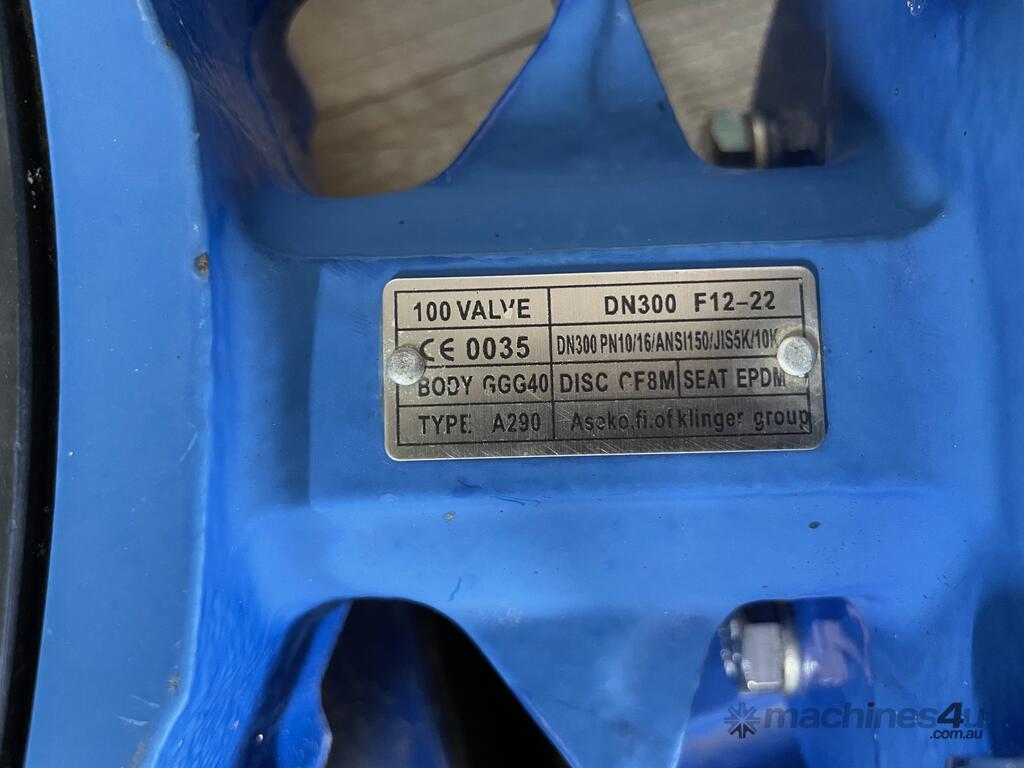 100 VALVE DN300 F12-22
CE 0035 DN300 PN10/16/ANSI150/JIS5K/10K
BODY GGG40 DISC CF8M SEAT EPDM
TYPE A290 Aseko.fi.of klinger group
machines4u
.com.au